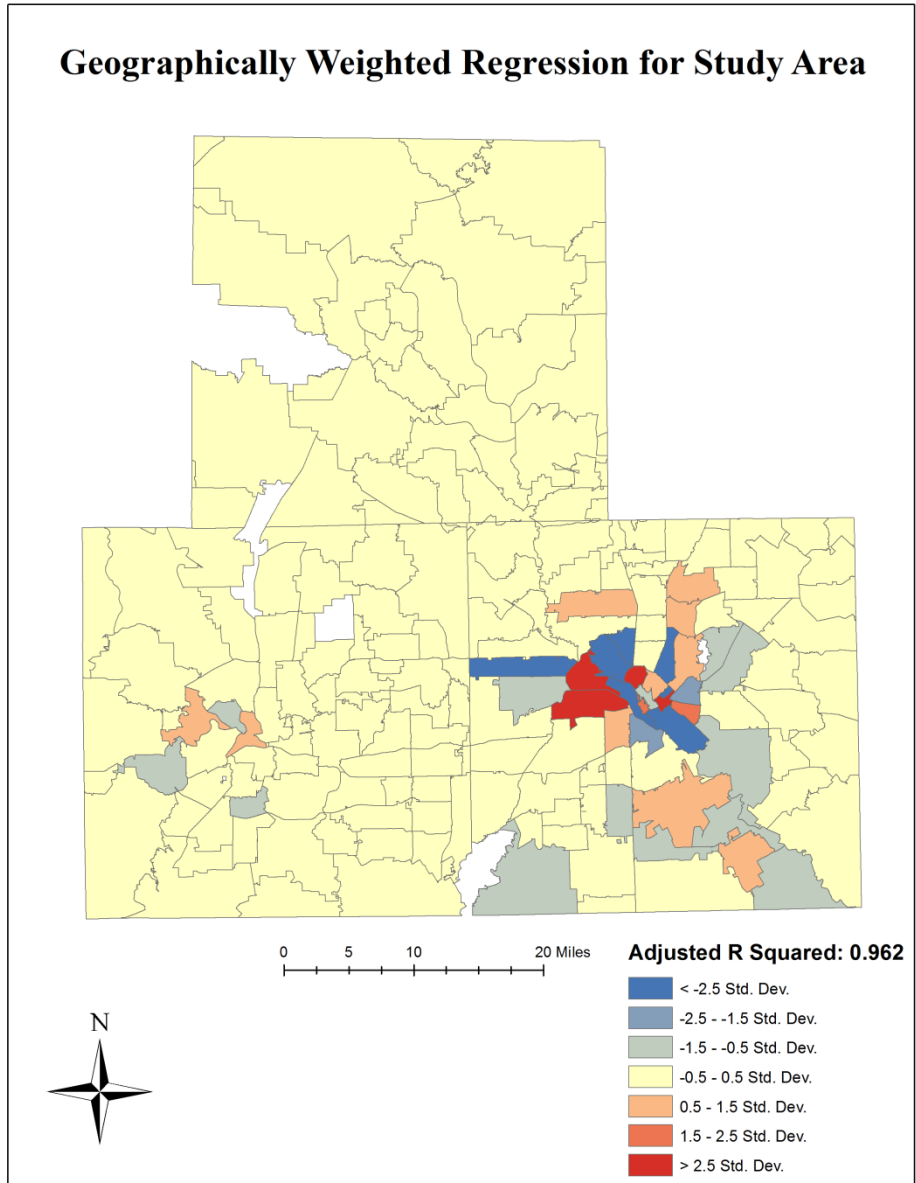 Geographically Weighted Regression for Study Area
0 5 10 20 Miles
Adjusted R Squared: 0.962
< -2.5 Std. Dev.
-2.5 - -1.5 Std. Dev.
-1.5 - -0.5 Std. Dev.
-0.5 - 0.5 Std. Dev.
0.5 - 1.5 Std. Dev.
1.5 - 2.5 Std. Dev.
> 2.5 Std. Dev.
N